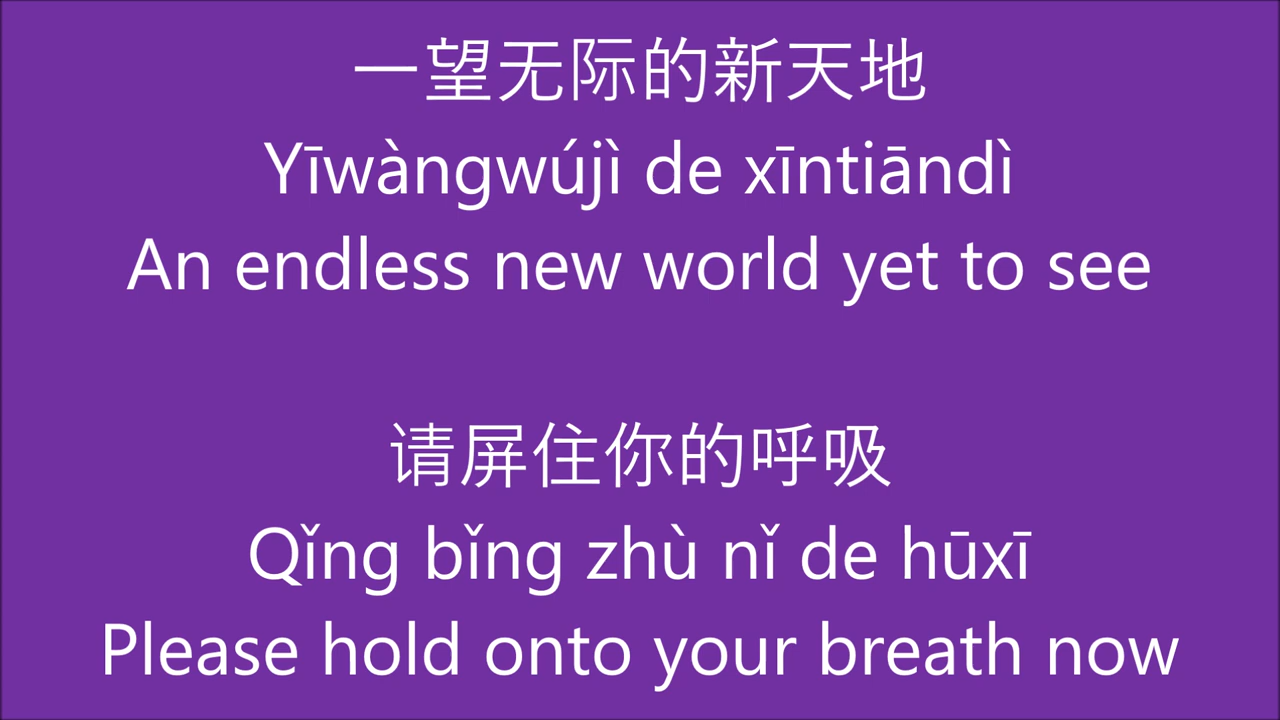 一望无际的新天地
Yīwàngwújì de xīntiāndì
An endless new world yet to see
请屏住你的呼吸
Qǐng bǐng zhù nǐ de hūxī
Please hold onto your breath now